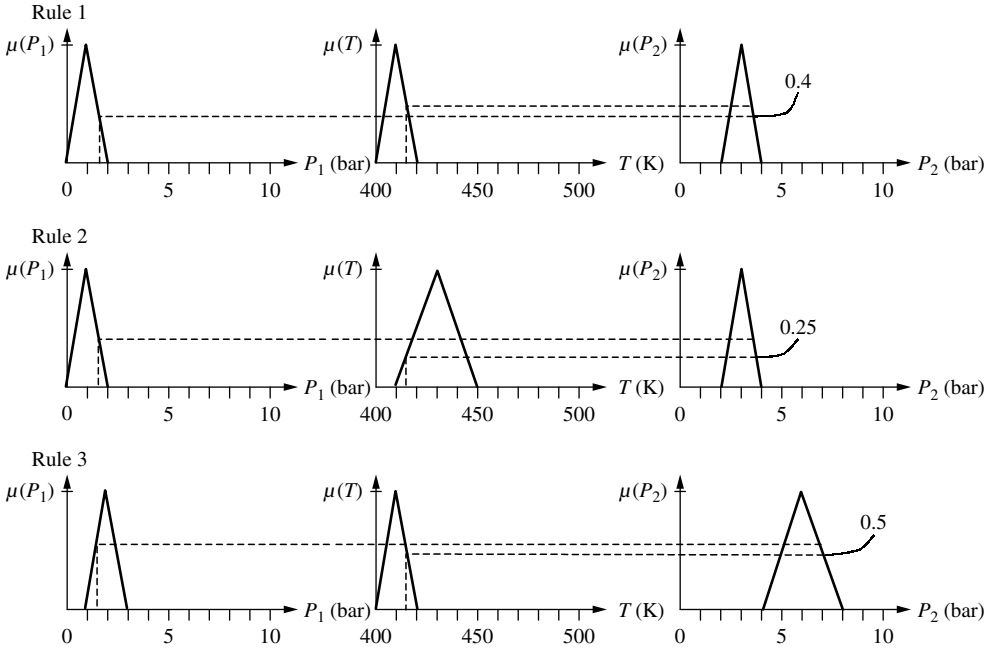 Rule 1
μ(P₁) μ(T) μ(P₂)
0.4
P₁ (bar) T (K) P₂ (bar)
0 5 10 400 450 500 0 5 10
Rule 2
μ(P₁) μ(T) μ(P₂)
0.25
P₁ (bar) T (K) P₂ (bar)
0 5 10 400 450 500 0 5 10
Rule 3
μ(P₁) μ(T) μ(P₂)
0.5
P₁ (bar) T (K) P₂ (bar)
0 5 10 400 450 500 0 5 10